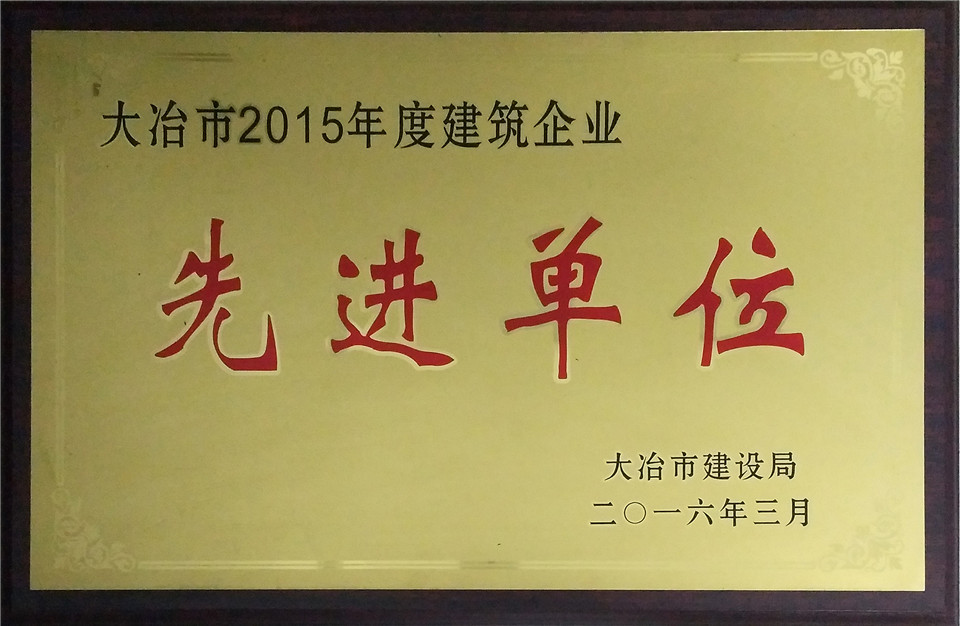 大冶市2015年度建筑企业
先进单位
大冶市建设局
二〇一六年三月